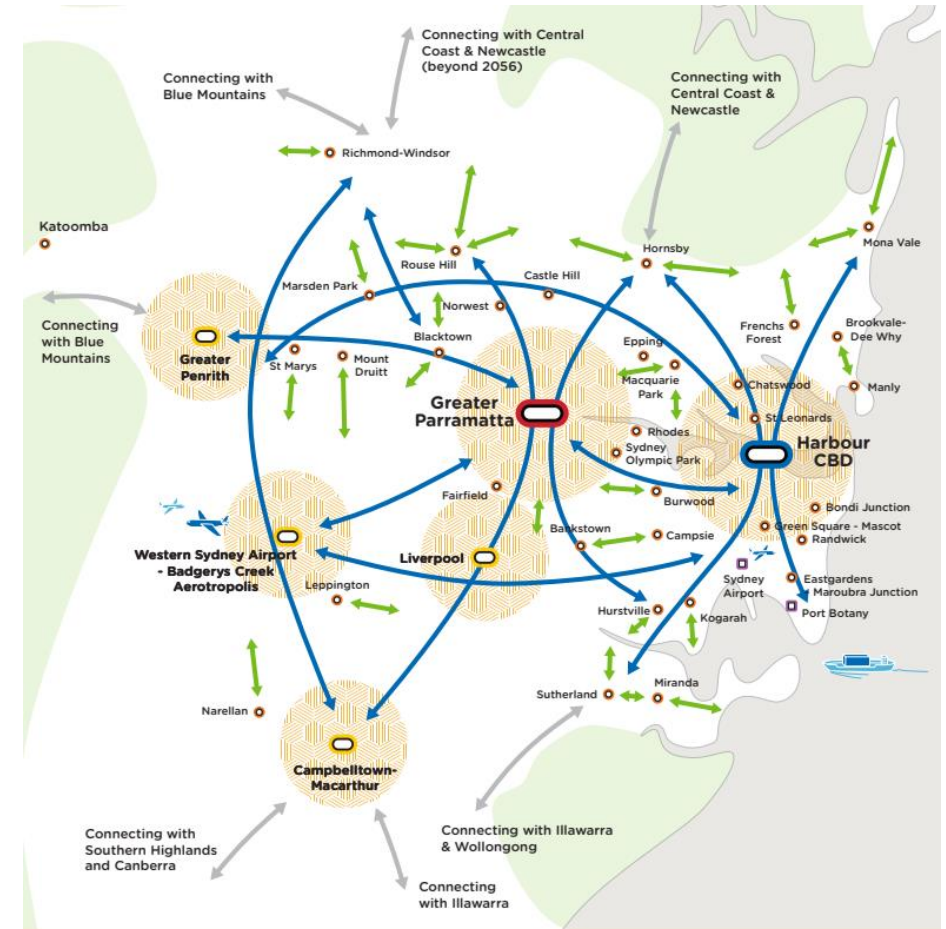 Connecting with Central
Coast & Newcastle
(beyond 2056)
Connecting with
Blue Mountains
Connecting with
Central Coast &
Newcastle
Richmond-Windsor
Katoomba
Mona Vale
Hornsby
Rouse Hill
Castle Hill
Marsden Park
Norwest
Connecting
with Blue
Mountains
Frenchs
Forest
Brookvale-
Dee Why
Blacktown
Epping
Greater
Penrith
St Marys
Mount
Druitt
Macquarie
Park
Chatswood
Manly
Greater
Parramatta
St Leonards
Rhodes
Harbour
CBD
Sydney
Olympic Park
Fairfield
Burwood
Bondi Junction
Bankstown
Campsie
Green Square - Mascot
Randwick
Western Sydney Airport
- Badgerys Creek
Aerotropolis
Liverpool
Leppington
Sydney
Airport
Eastgardens
- Maroubra Junction
Hurstville
Kogarah
Port Botany
Narellan
Sutherland
Miranda
Campbelltown-
Macarthur
Connecting with
Southern Highlands
and Canberra
Connecting with Illawarra
& Wollongong
Connecting
with Illawarra